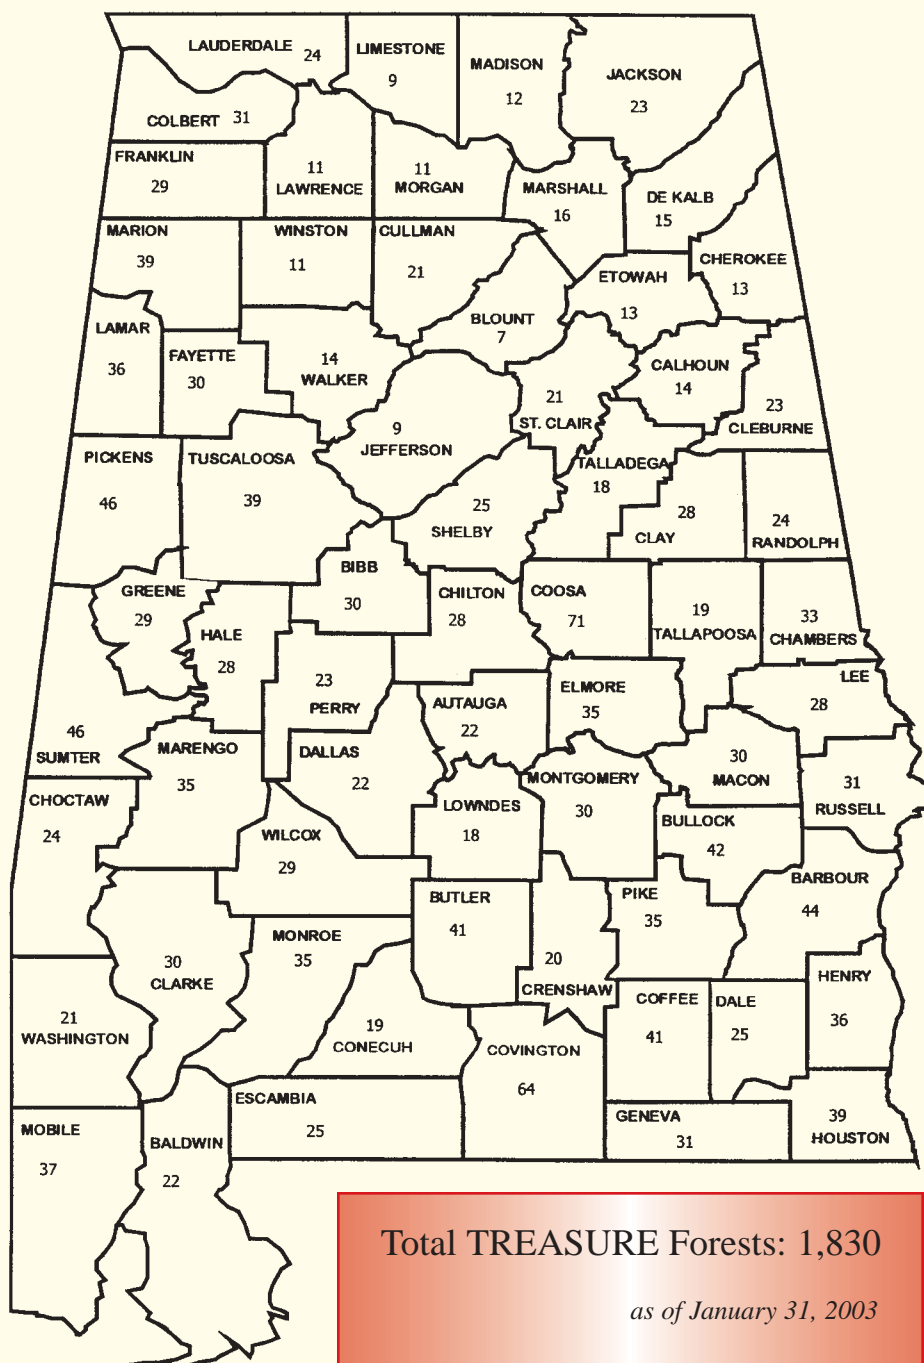 LAUDERDALE 24
LIMESTONE
9
MADISON
12
JACKSON
23
COLBERT 31
FRANKLIN
29
11
LAWRENCE
11
MORGAN
MARSHALL
16
DE KALB
15
CHEROKEE
13
MARION
39
WINSTON
11
CULLMAN
21
BLOUNT
7
ETOWAH
13
LAMAR
36
FAYETTE
30
14
WALKER
9
JEFFERSON
21
ST. CLAIR
CALHOUN
14
23
CLEBURNE
PICKENS
46
TUSCALOOSA
39
25
SHELBY
TALLADEGA
18
28
CLAY
24
RANDOLPH
GREENE
29
HALE
28
BIBB
30
CHILTON
28
COOSA
71
19
TALLAPOOSA
33
CHAMBERS
46
SUMTER
MARENGO
35
23
PERRY
DALLAS
22
AUTAUGA
22
ELMORE
35
LEE
28
30
MACON
31
RUSSELL
CHOCTAW
24
WILCOX
29
LOWNDES
18
MONTGOMERY
30
BULLOCK
42
BARBOUR
44
30
CLARKE
MONROE
35
BUTLER
41
20
CRENSHAW
PIKE
35
HENRY
36
21
WASHINGTON
19
CONECUH
COVINGTON
64
COFFEE
41
DALE
25
MOBILE
37
BALDWIN
22
ESCAMBIA
25
GENEVA
31
39
HOUSTON
Total TREASURE Forests: 1,830
as of January 31, 2003